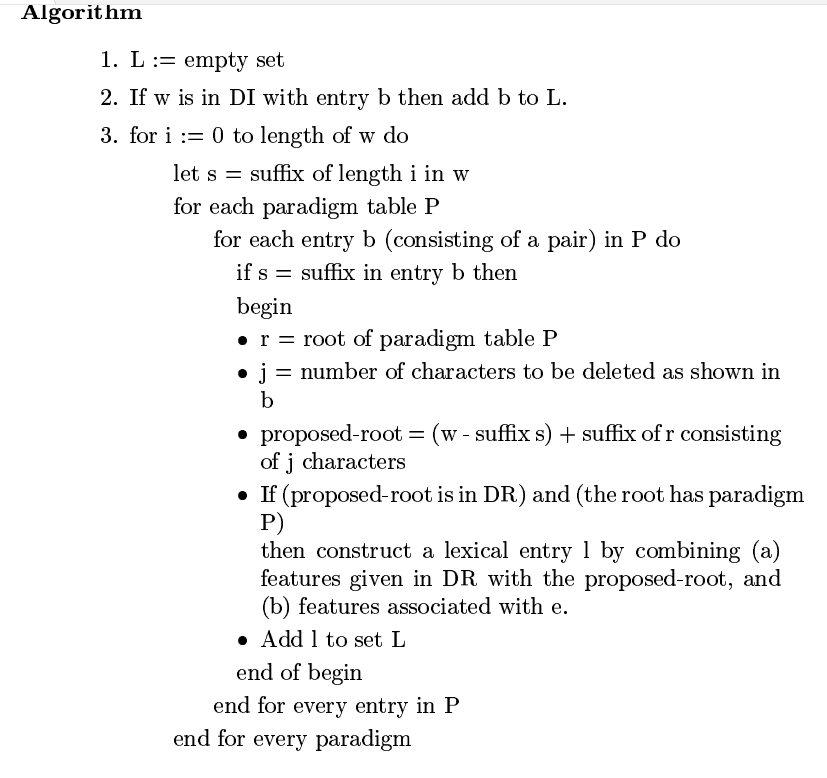 Algorithm
1. L := empty set
2. If w is in DI with entry b then add b to L.
3. for i := 0 to length of w do
let s = suffix of length i in w
for each paradigm table P
for each entry b (consisting of a pair) in P do
if s = suffix in entry b then
begin
• r = root of paradigm table P
• j = number of characters to be deleted as shown in
b
• proposed-root = (w - suffix s) + suffix of r consisting
of j characters
• If (proposed-root is in DR) and (the root has paradigm
P)
then construct a lexical entry l by combining (a)
features given in DR with the proposed-root, and
(b) features associated with e.
• Add l to set L
end of begin
end for every entry in P
end for every paradigm